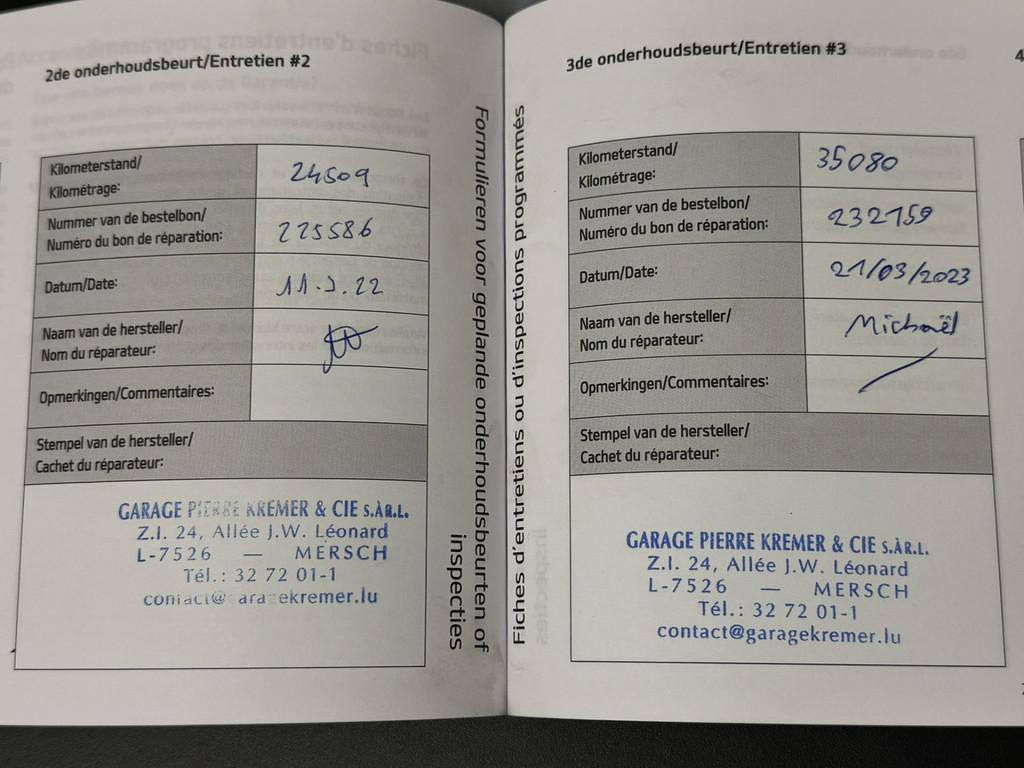 2de onderhoudsbeurt/Entretien #2
Kilometerstand/
Kilométrage:
24509
Nummer van de bestelbon/
Numéro du bon de réparation:
225586
Datum/Date:
Naam van de hersteller/
Nom du réparateur:
Opmerkingen/Commentaires:
Stempel van de hersteller/
Cachet du réparateur:
GARAGE PIERRE KREMER & CIE S.ÀR.L.
Z.I. 24, Allée J.W. Léonard
L-7526 — MERSCH
Tél.: 32 72 01-1
contact@garagekremer.lu
Formulieren voor geplande onderhoudsbeurten of
inspecties
Fiches d'entretiens ou d'inspections programmés
3de onderhoudsbeurt/Entretien #3
Kilometerstand/
Kilométrage:
35080
Nummer van de bestelbon/
Numéro du bon de réparation:
232159
Datum/Date:
21/03/2023
Naam van de hersteller/
Nom du réparateur:
Michaël
Opmerkingen/Commentaires:
Stempel van de hersteller/
Cachet du réparateur:
GARAGE PIERRE KREMER & CIE S.ÀR.L.
Z.I. 24, Allée J.W. Léonard
L-7526 — MERSCH
Tél.: 32 72 01-1
contact@garagekremer.lu